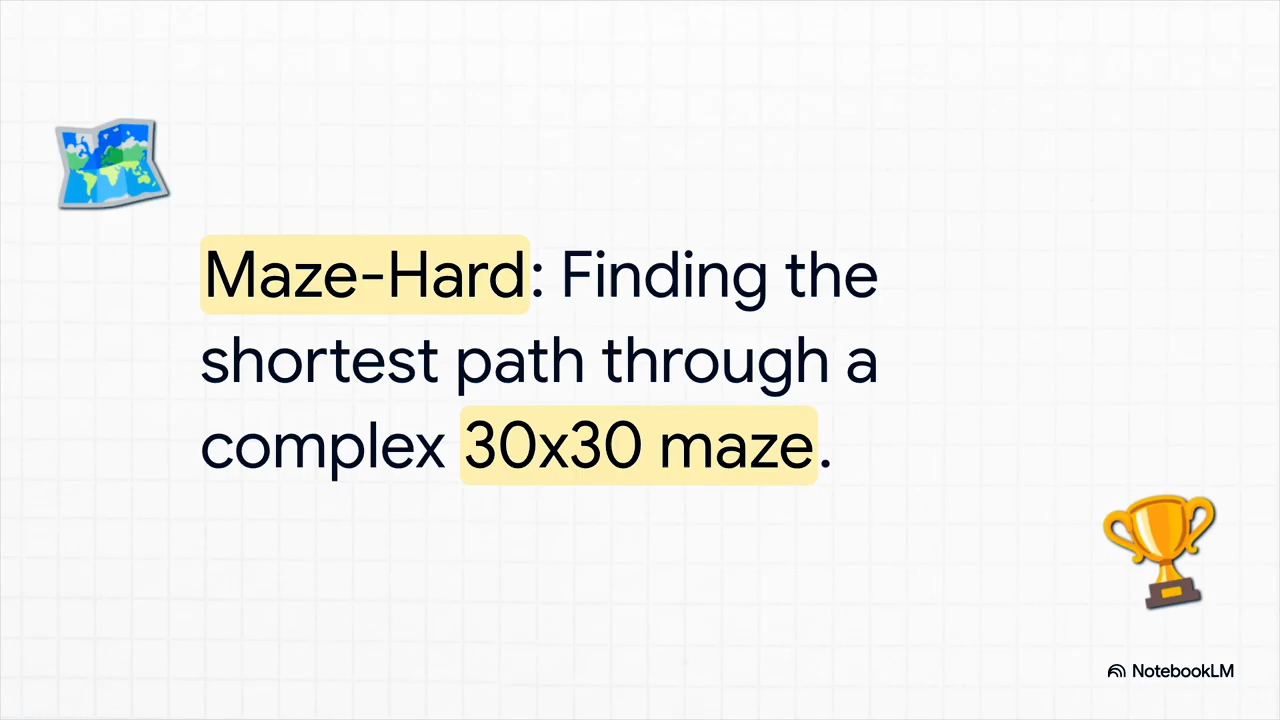 Maze-Hard: Finding the
shortest path through a
complex 30x30 maze.
NotebookLM